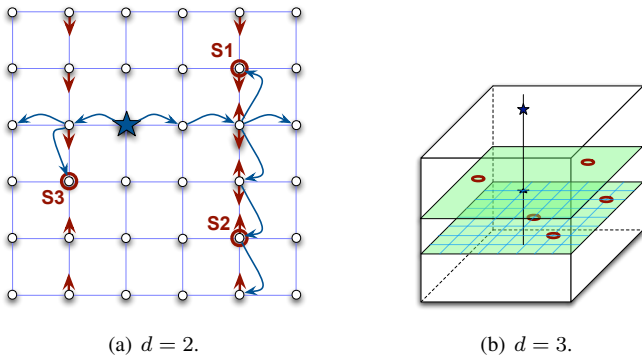 S1
S3
S2
(a) d = 2.
(b) d = 3.